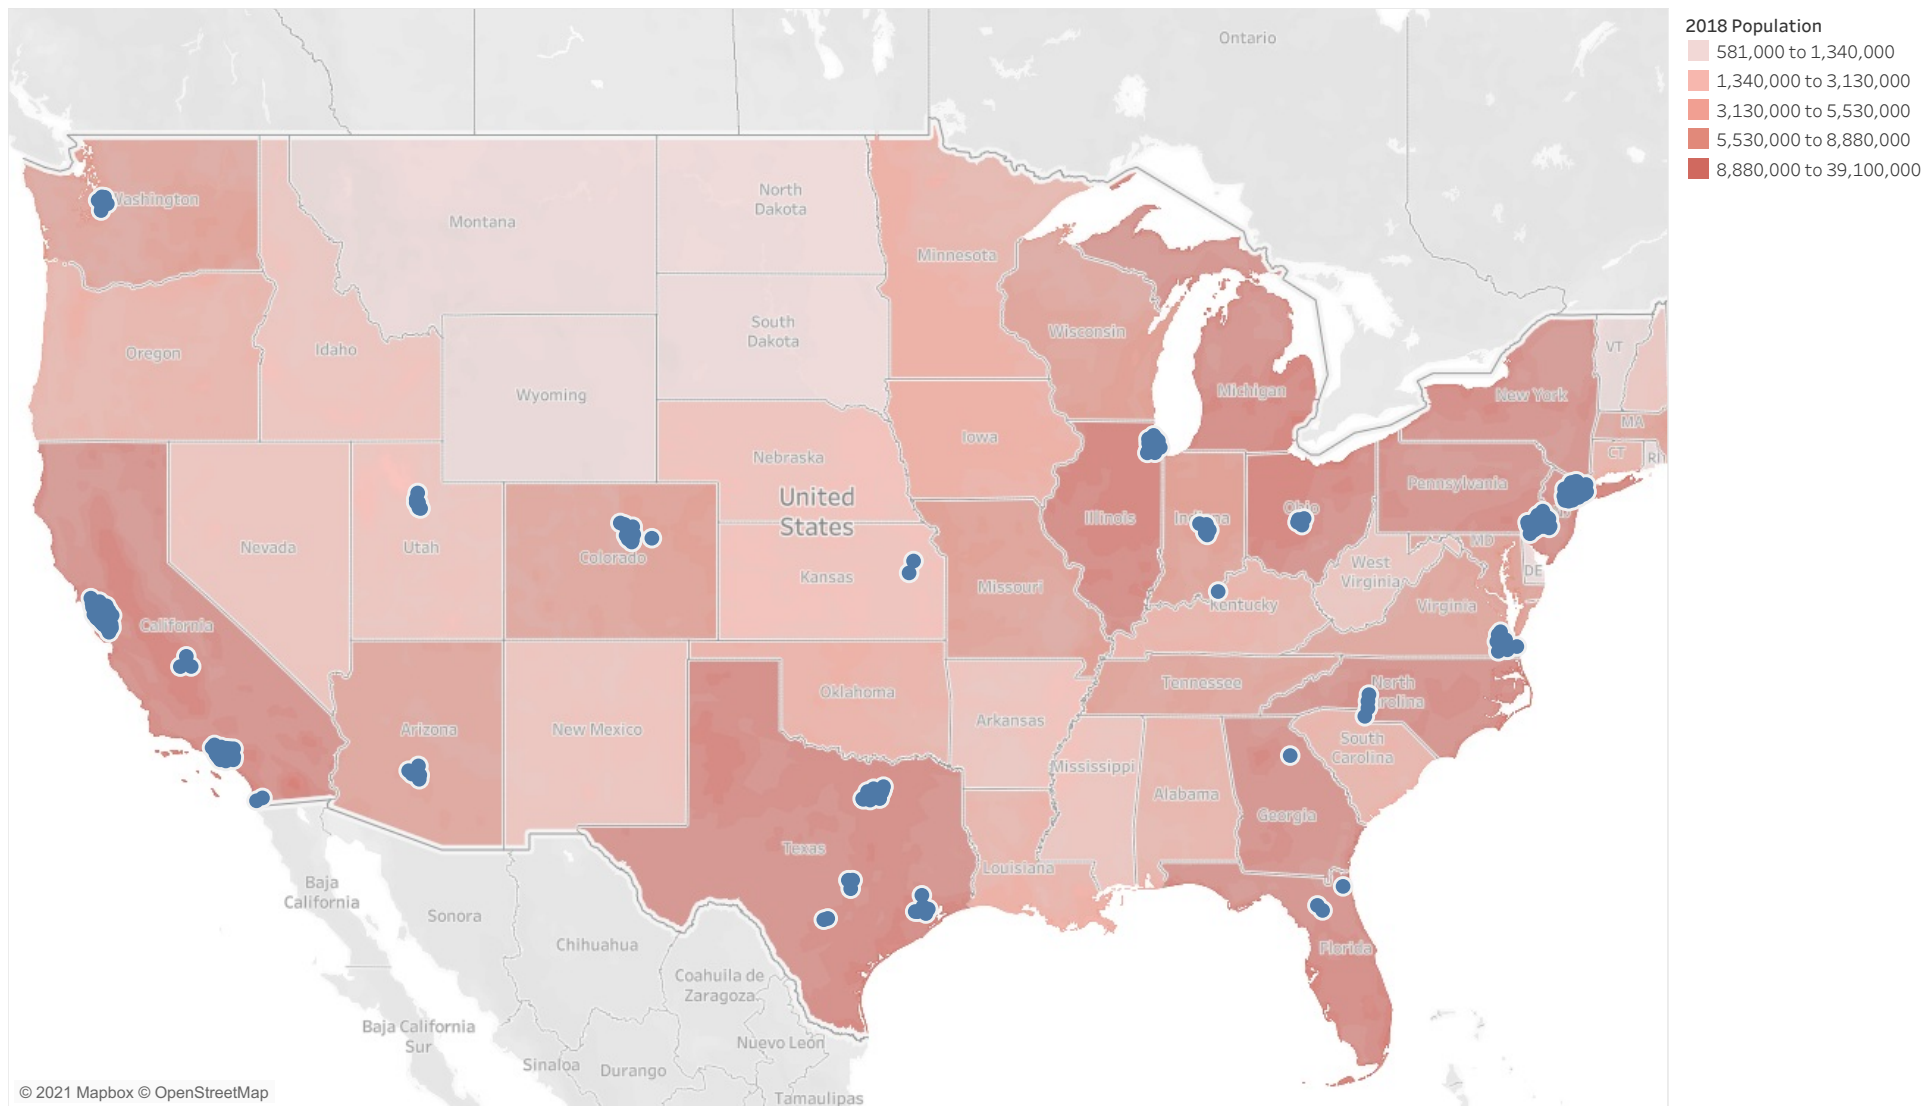 Ontario
2018 Population
581,000 to 1,340,000
1,340,000 to 3,130,000
3,130,000 to 5,530,000
5,530,000 to 8,880,000
8,880,000 to 39,100,000
Washington
Montana
North
Dakota
Minnesota
Oregon
Idaho
South
Dakota
Wisconsin
VT
Wyoming
Michigan
New York
MA
Iowa
CT
RI
Nebraska
Pennsylvania
United
States
Illinois
Indiana
Ohio
Nevada
Utah
Colorado
MD
Kansas
Missouri
West
Virginia
DE
California
Kentucky
Virginia
Oklahoma
Tennessee
North
Carolina
Arizona
New Mexico
Arkansas
South
Carolina
Mississippi
Alabama
Georgia
Texas
Louisiana
Baja
California
Sonora
Chihuahua
Florida
Coahuila de
Zaragoza
Baja California
Sur
Nuevo León
Sinaloa
Durango
Tamaulipas
© 2021 Mapbox © OpenStreetMap